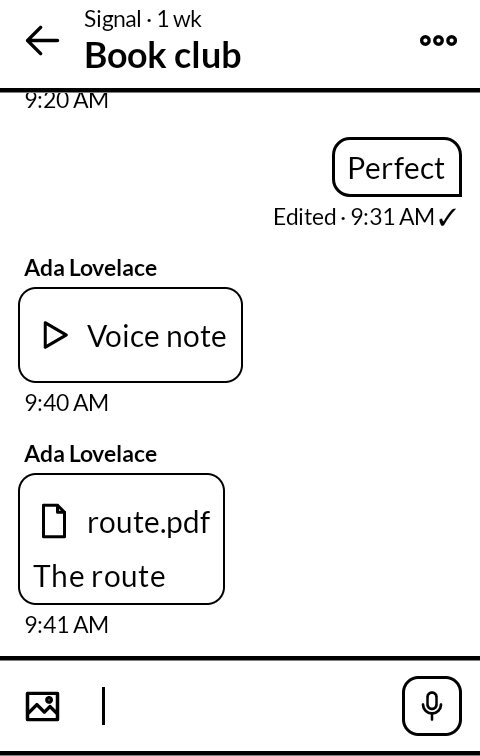 Signal · 1 wk
Book club
9:20 AM
Perfect
Edited · 9:31 AM ✓
Ada Lovelace
Voice note
9:40 AM
Ada Lovelace
route.pdf
The route
9:41 AM